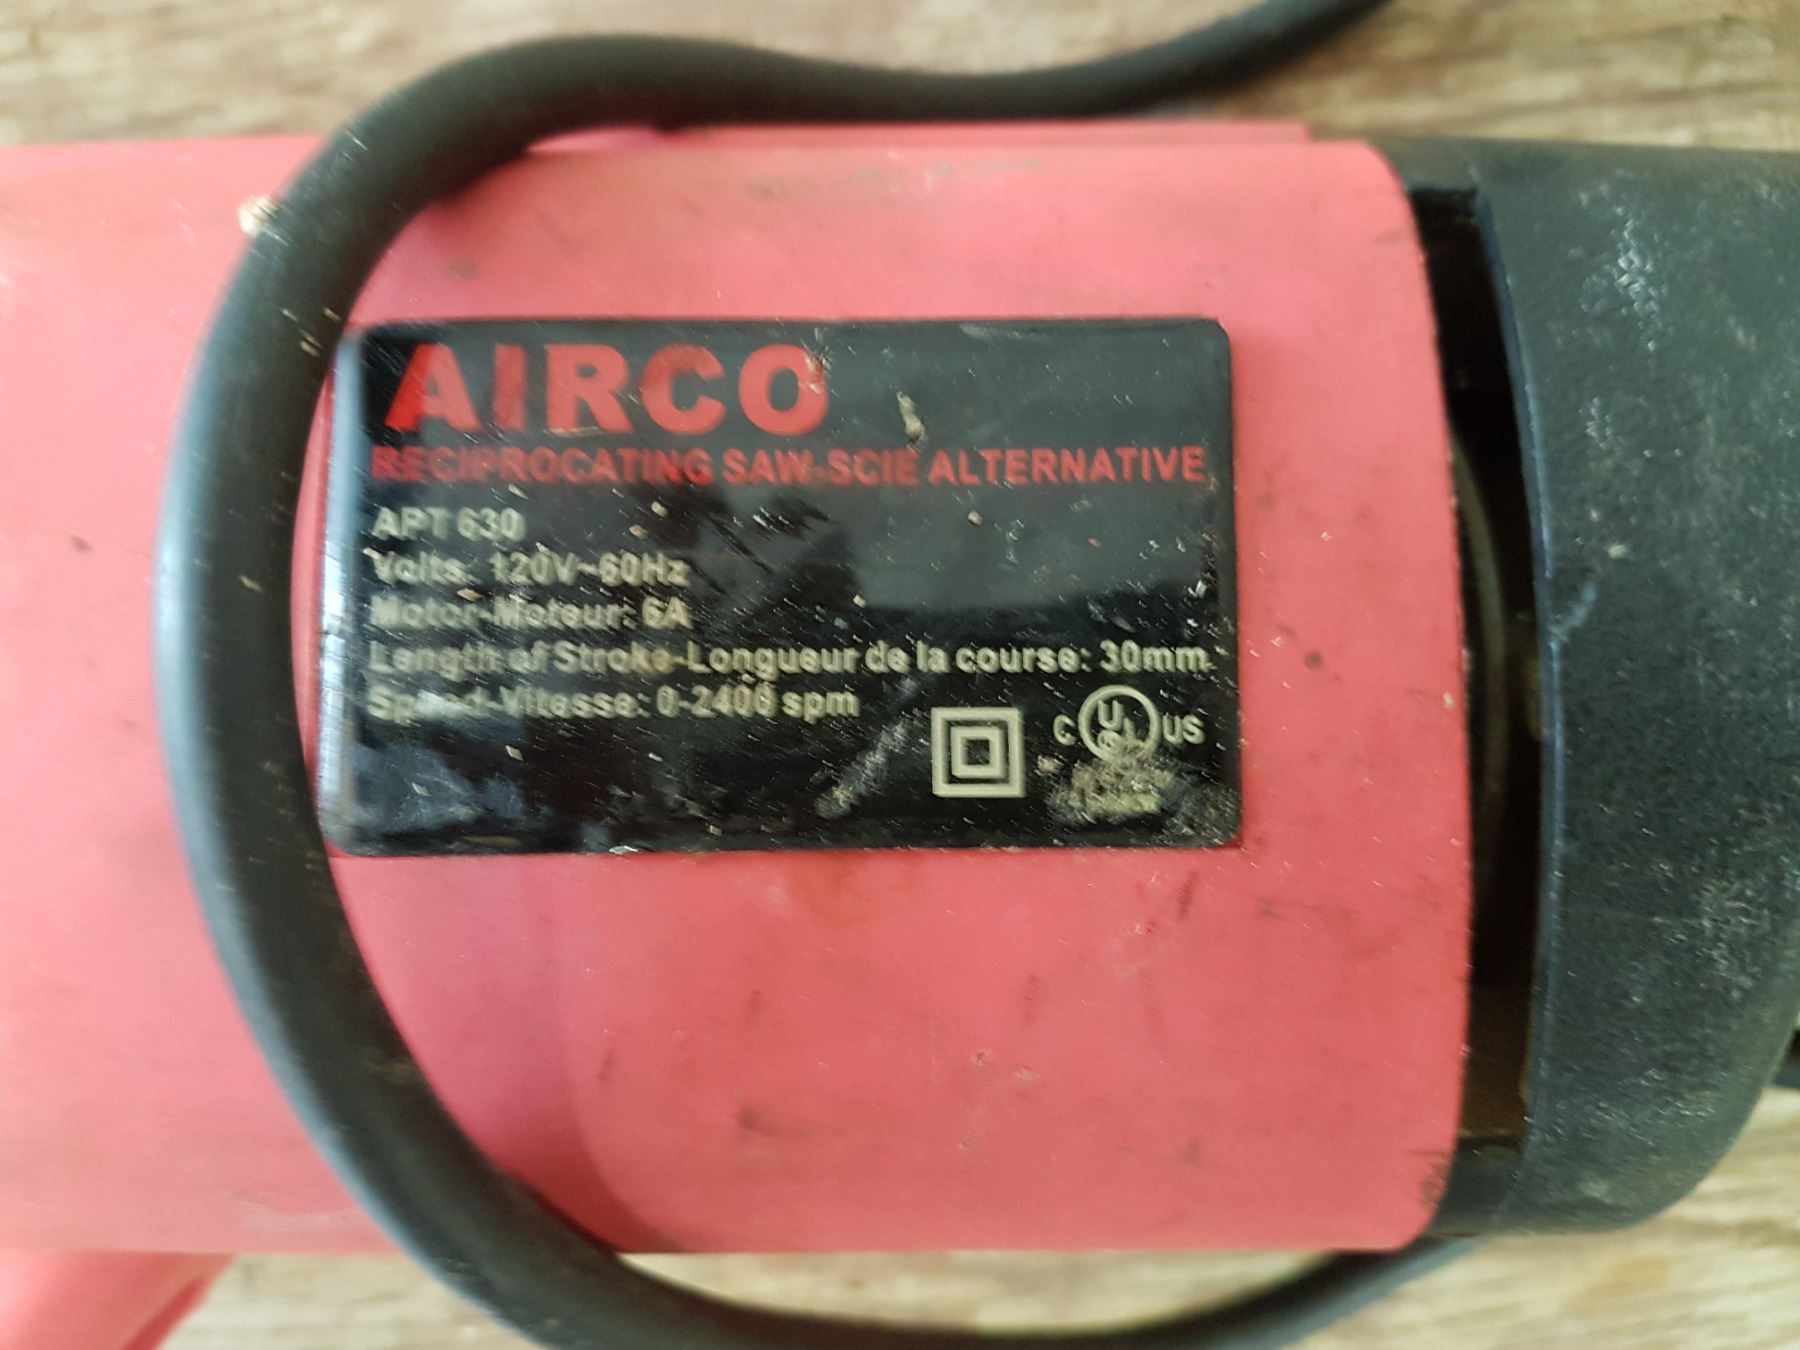 AIRCO
RECIPROCATING SAW-SCIE ALTERNATIVE
APT 630
Volts: 120V~60Hz
Motor-Moteur: 6A
Length of Stroke-Longueur de la course: 30mm
Speed-Vitesse: 0-2400 spm
C UL US